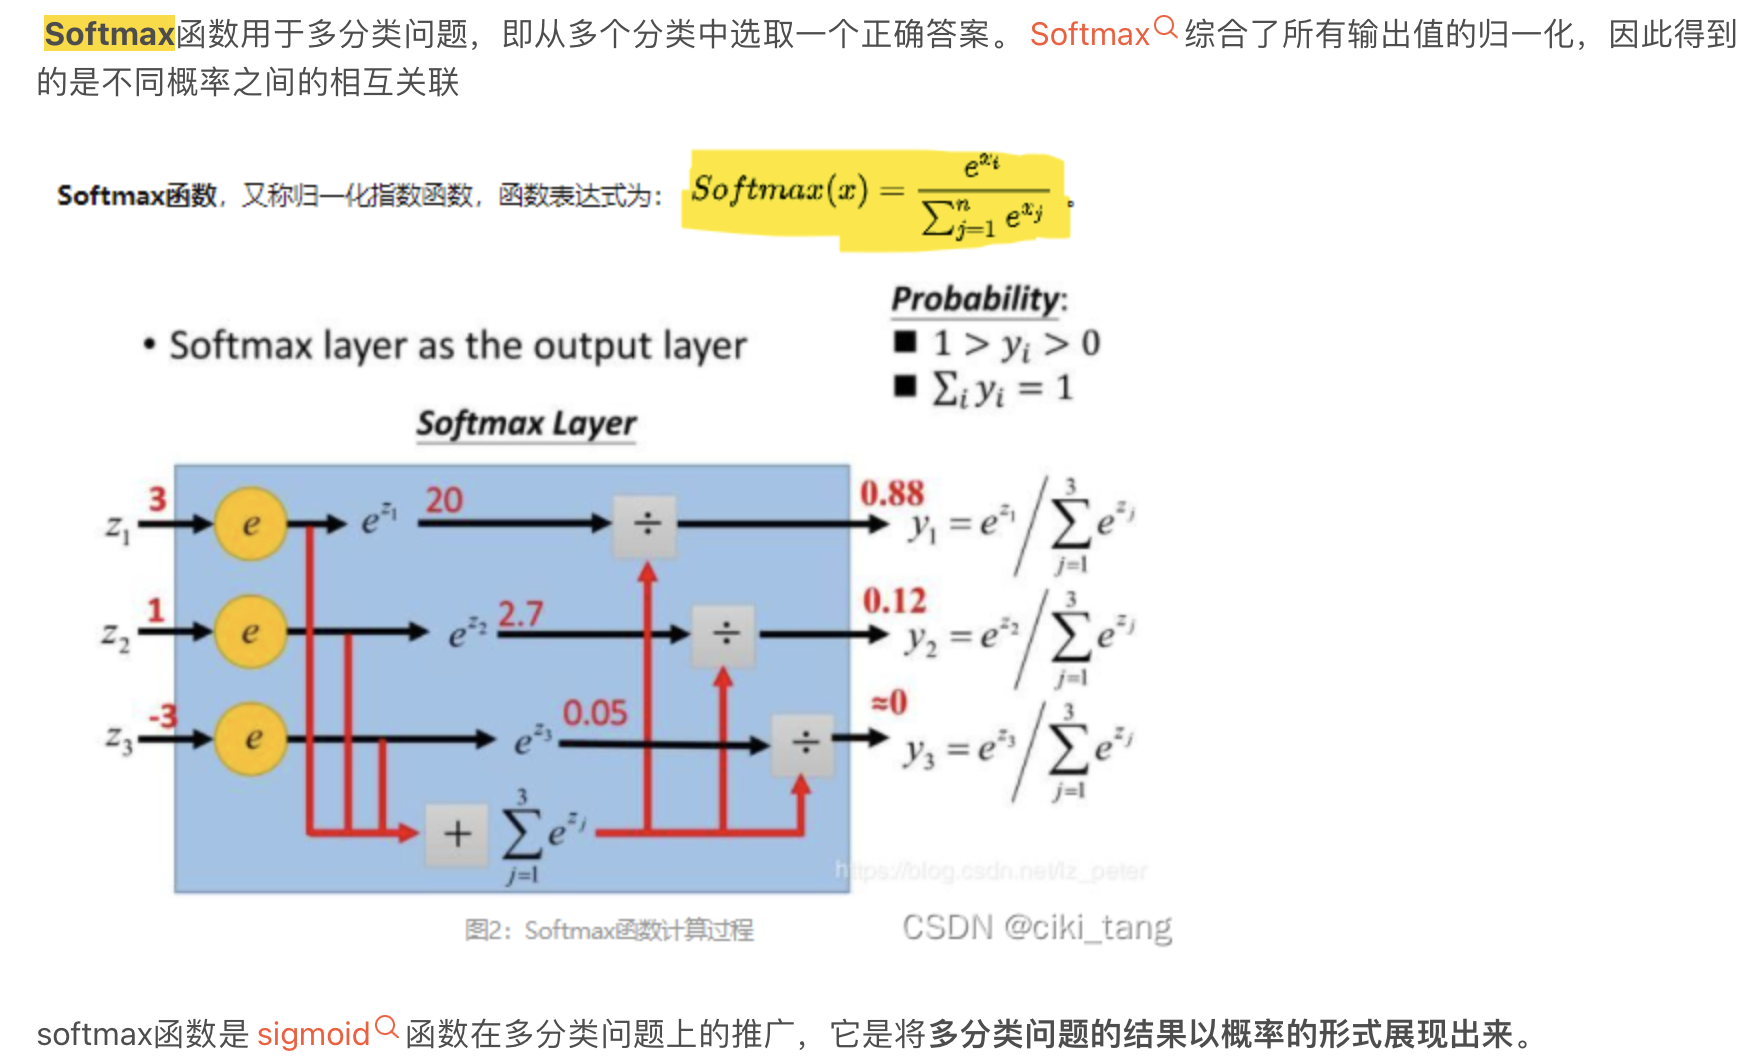 Softmax函数用于多分类问题，即从多个分类中选取一个正确答案。Softmax综合了所有输出值的归一化，因此得到
的是不同概率之间的相互关联
Softmax函数，又称归一化指数函数，函数表达式为： Softmax(x) = e^{x_i} / ∑_{j=1}^{n} e^{x_j} 。
Probability:
■ 1 > y_i > 0
• Softmax layer as the output layer
■ ∑_i y_i = 1
Softmax Layer
z_1 3 e e^{z_1} 20 ÷ 0.88 y_1 = e^{z_1} / ∑_{j=1}^{3} e^{z_j}
z_2 1 e e^{z_2} 2.7 ÷ 0.12 y_2 = e^{z_2} / ∑_{j=1}^{3} e^{z_j}
z_3 -3 e e^{z_3} 0.05 ÷ ≈0 y_3 = e^{z_3} / ∑_{j=1}^{3} e^{z_j}
+ ∑_{j=1}^{3} e^{z_j}
https://blog.csdn.net/lz_peter
图2：Softmax函数计算过程
CSDN @ciki_tang
softmax函数是 sigmoid 函数在多分类问题上的推广，它是将多分类问题的结果以概率的形式展现出来。